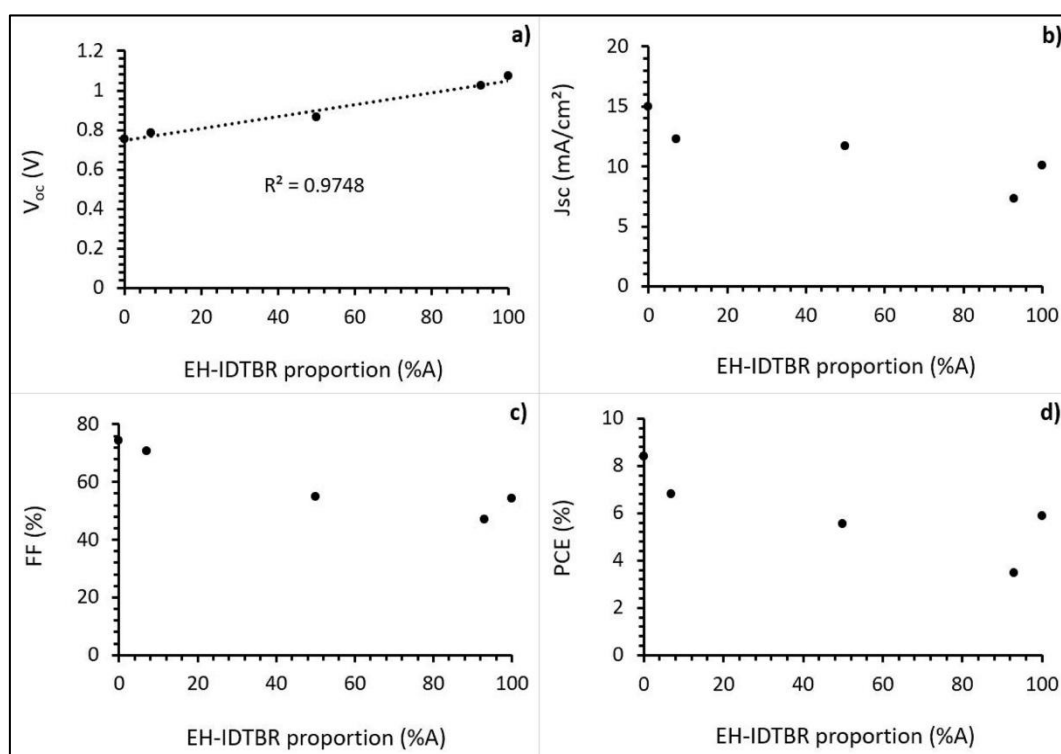 a)
1.2
1
0.8
0.6
0.4
0.2
0
V_oc (V)
R² = 0.9748
0 20 40 60 80 100
EH-IDTBR proportion (%A)
b)
20
15
10
5
0
Jsc (mA/cm²)
0 20 40 60 80 100
EH-IDTBR proportion (%A)
c)
80
60
40
20
0
FF (%)
0 20 40 60 80 100
EH-IDTBR proportion (%A)
d)
10
8
6
4
2
0
PCE (%)
0 20 40 60 80 100
EH-IDTBR proportion (%A)